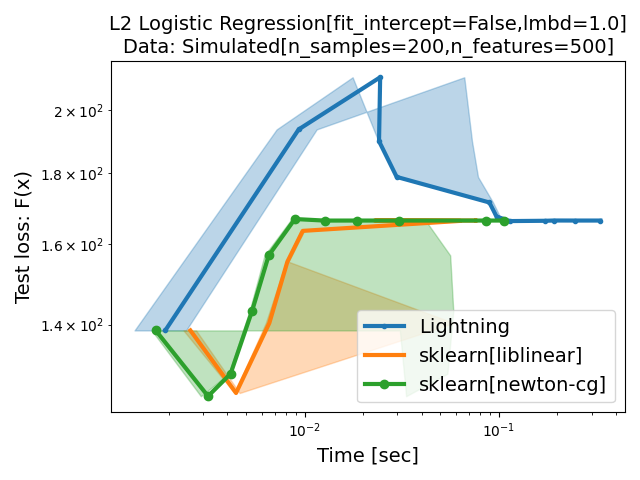 L2 Logistic Regression[fit_intercept=False,lmbd=1.0]
Data: Simulated[n_samples=200,n_features=500]
Test loss: F(x)
2 × 10²
1.8 × 10²
1.6 × 10²
1.4 × 10²
Lightning
sklearn[liblinear]
sklearn[newton-cg]
10⁻²
10⁻¹
Time [sec]